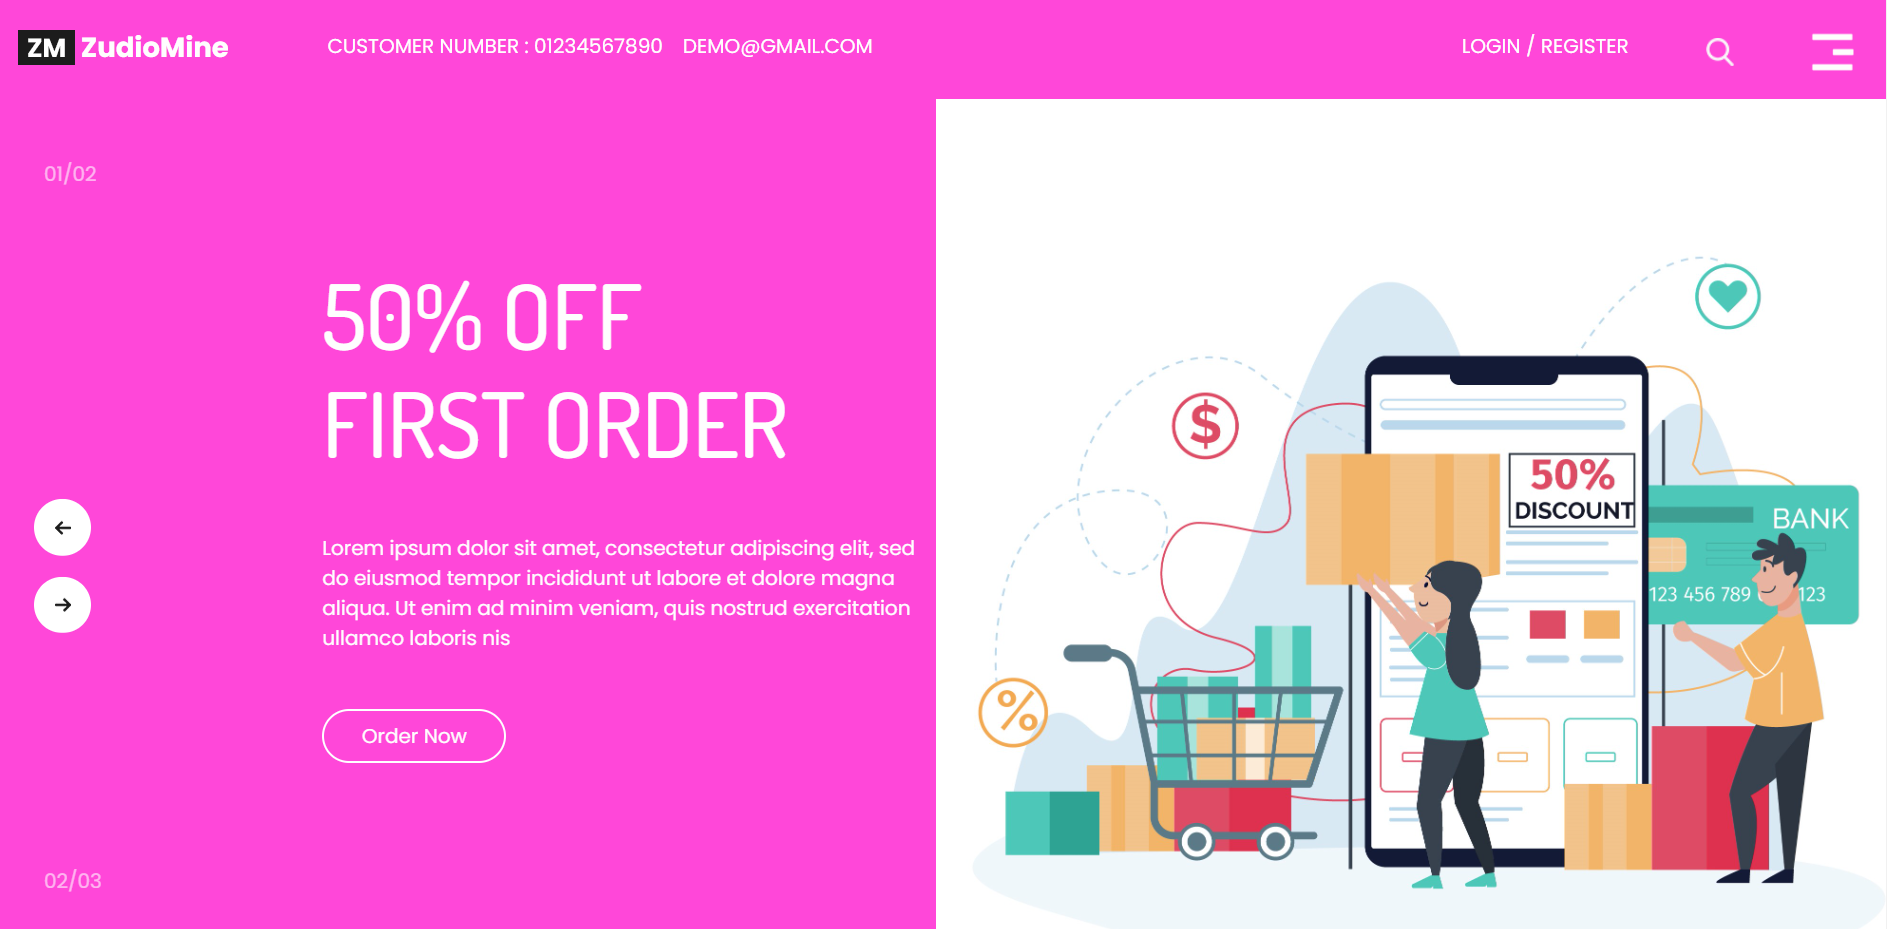 ZM ZudioMine
CUSTOMER NUMBER : 01234567890 DEMO@GMAIL.COM
LOGIN / REGISTER
01/02
50% OFF
FIRST ORDER
Lorem ipsum dolor sit amet, consectetur adipiscing elit, sed
do eiusmod tempor incididunt ut labore et dolore magna
aliqua. Ut enim ad minim veniam, quis nostrud exercitation
ullamco laboris nis
Order Now
02/03
$
%
50%
DISCOUNT
BANK
123 456 789 123